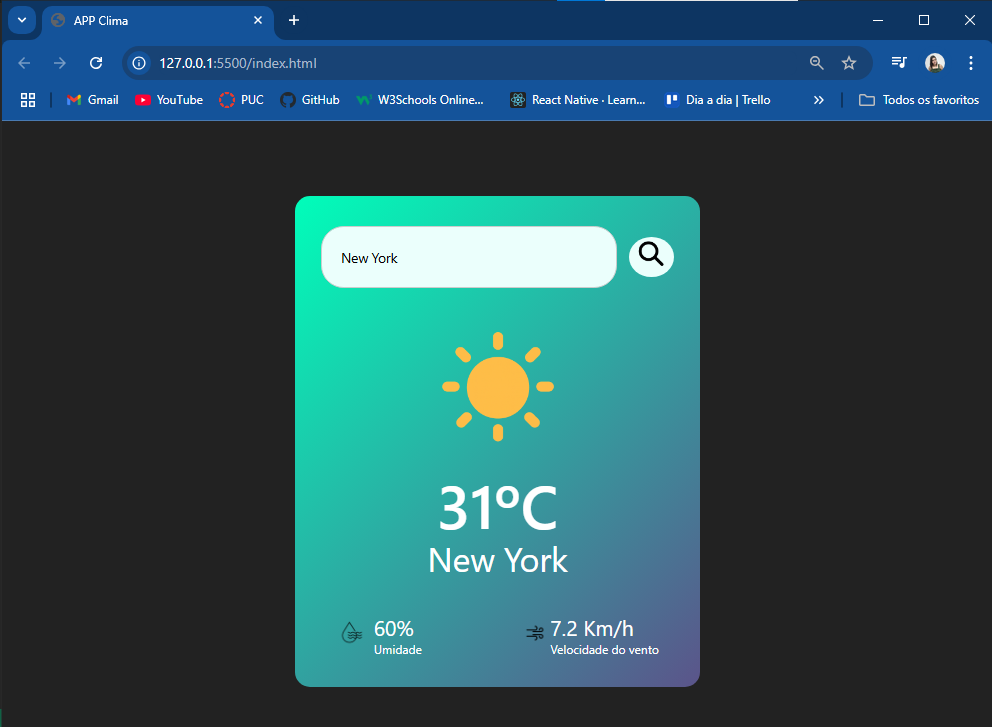 APP Clima
127.0.0.1:5500/index.html
Gmail YouTube PUC GitHub W3Schools Online... React Native · Learn... Dia a dia | Trello Todos os favoritos
New York
31ºC
New York
60% 7.2 Km/h
Umidade Velocidade do vento